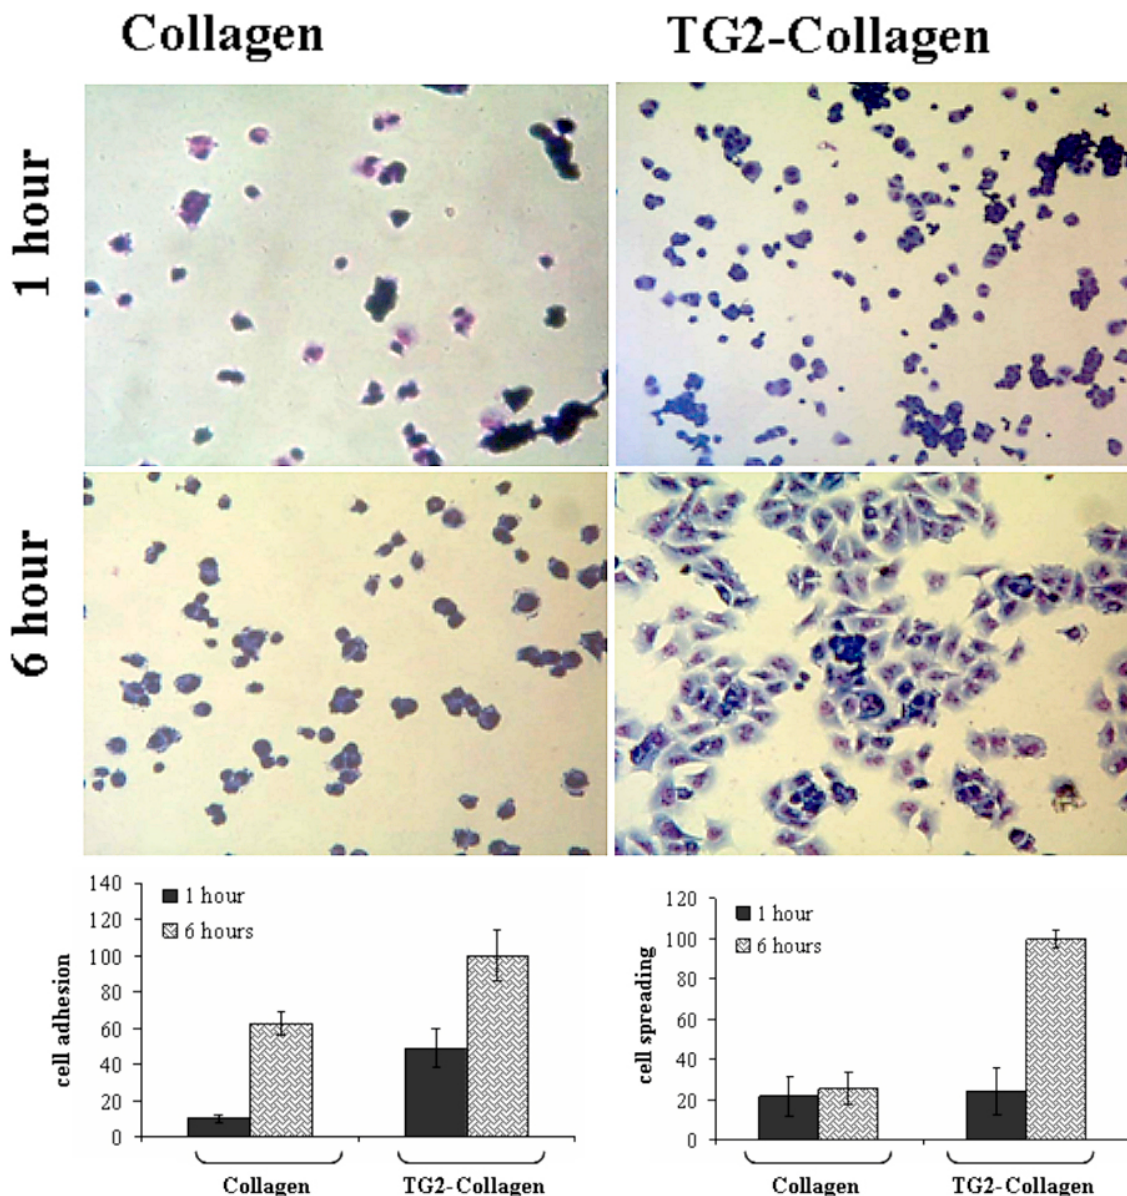 Collagen
TG2-Collagen
1 hour
6 hour
140
120
100
80
60
40
20
0
cell adhesion
1 hour
6 hours
Collagen
TG2-Collagen
120
100
80
60
40
20
0
cell spreading
1 hour
6 hours
Collagen
TG2-Collagen